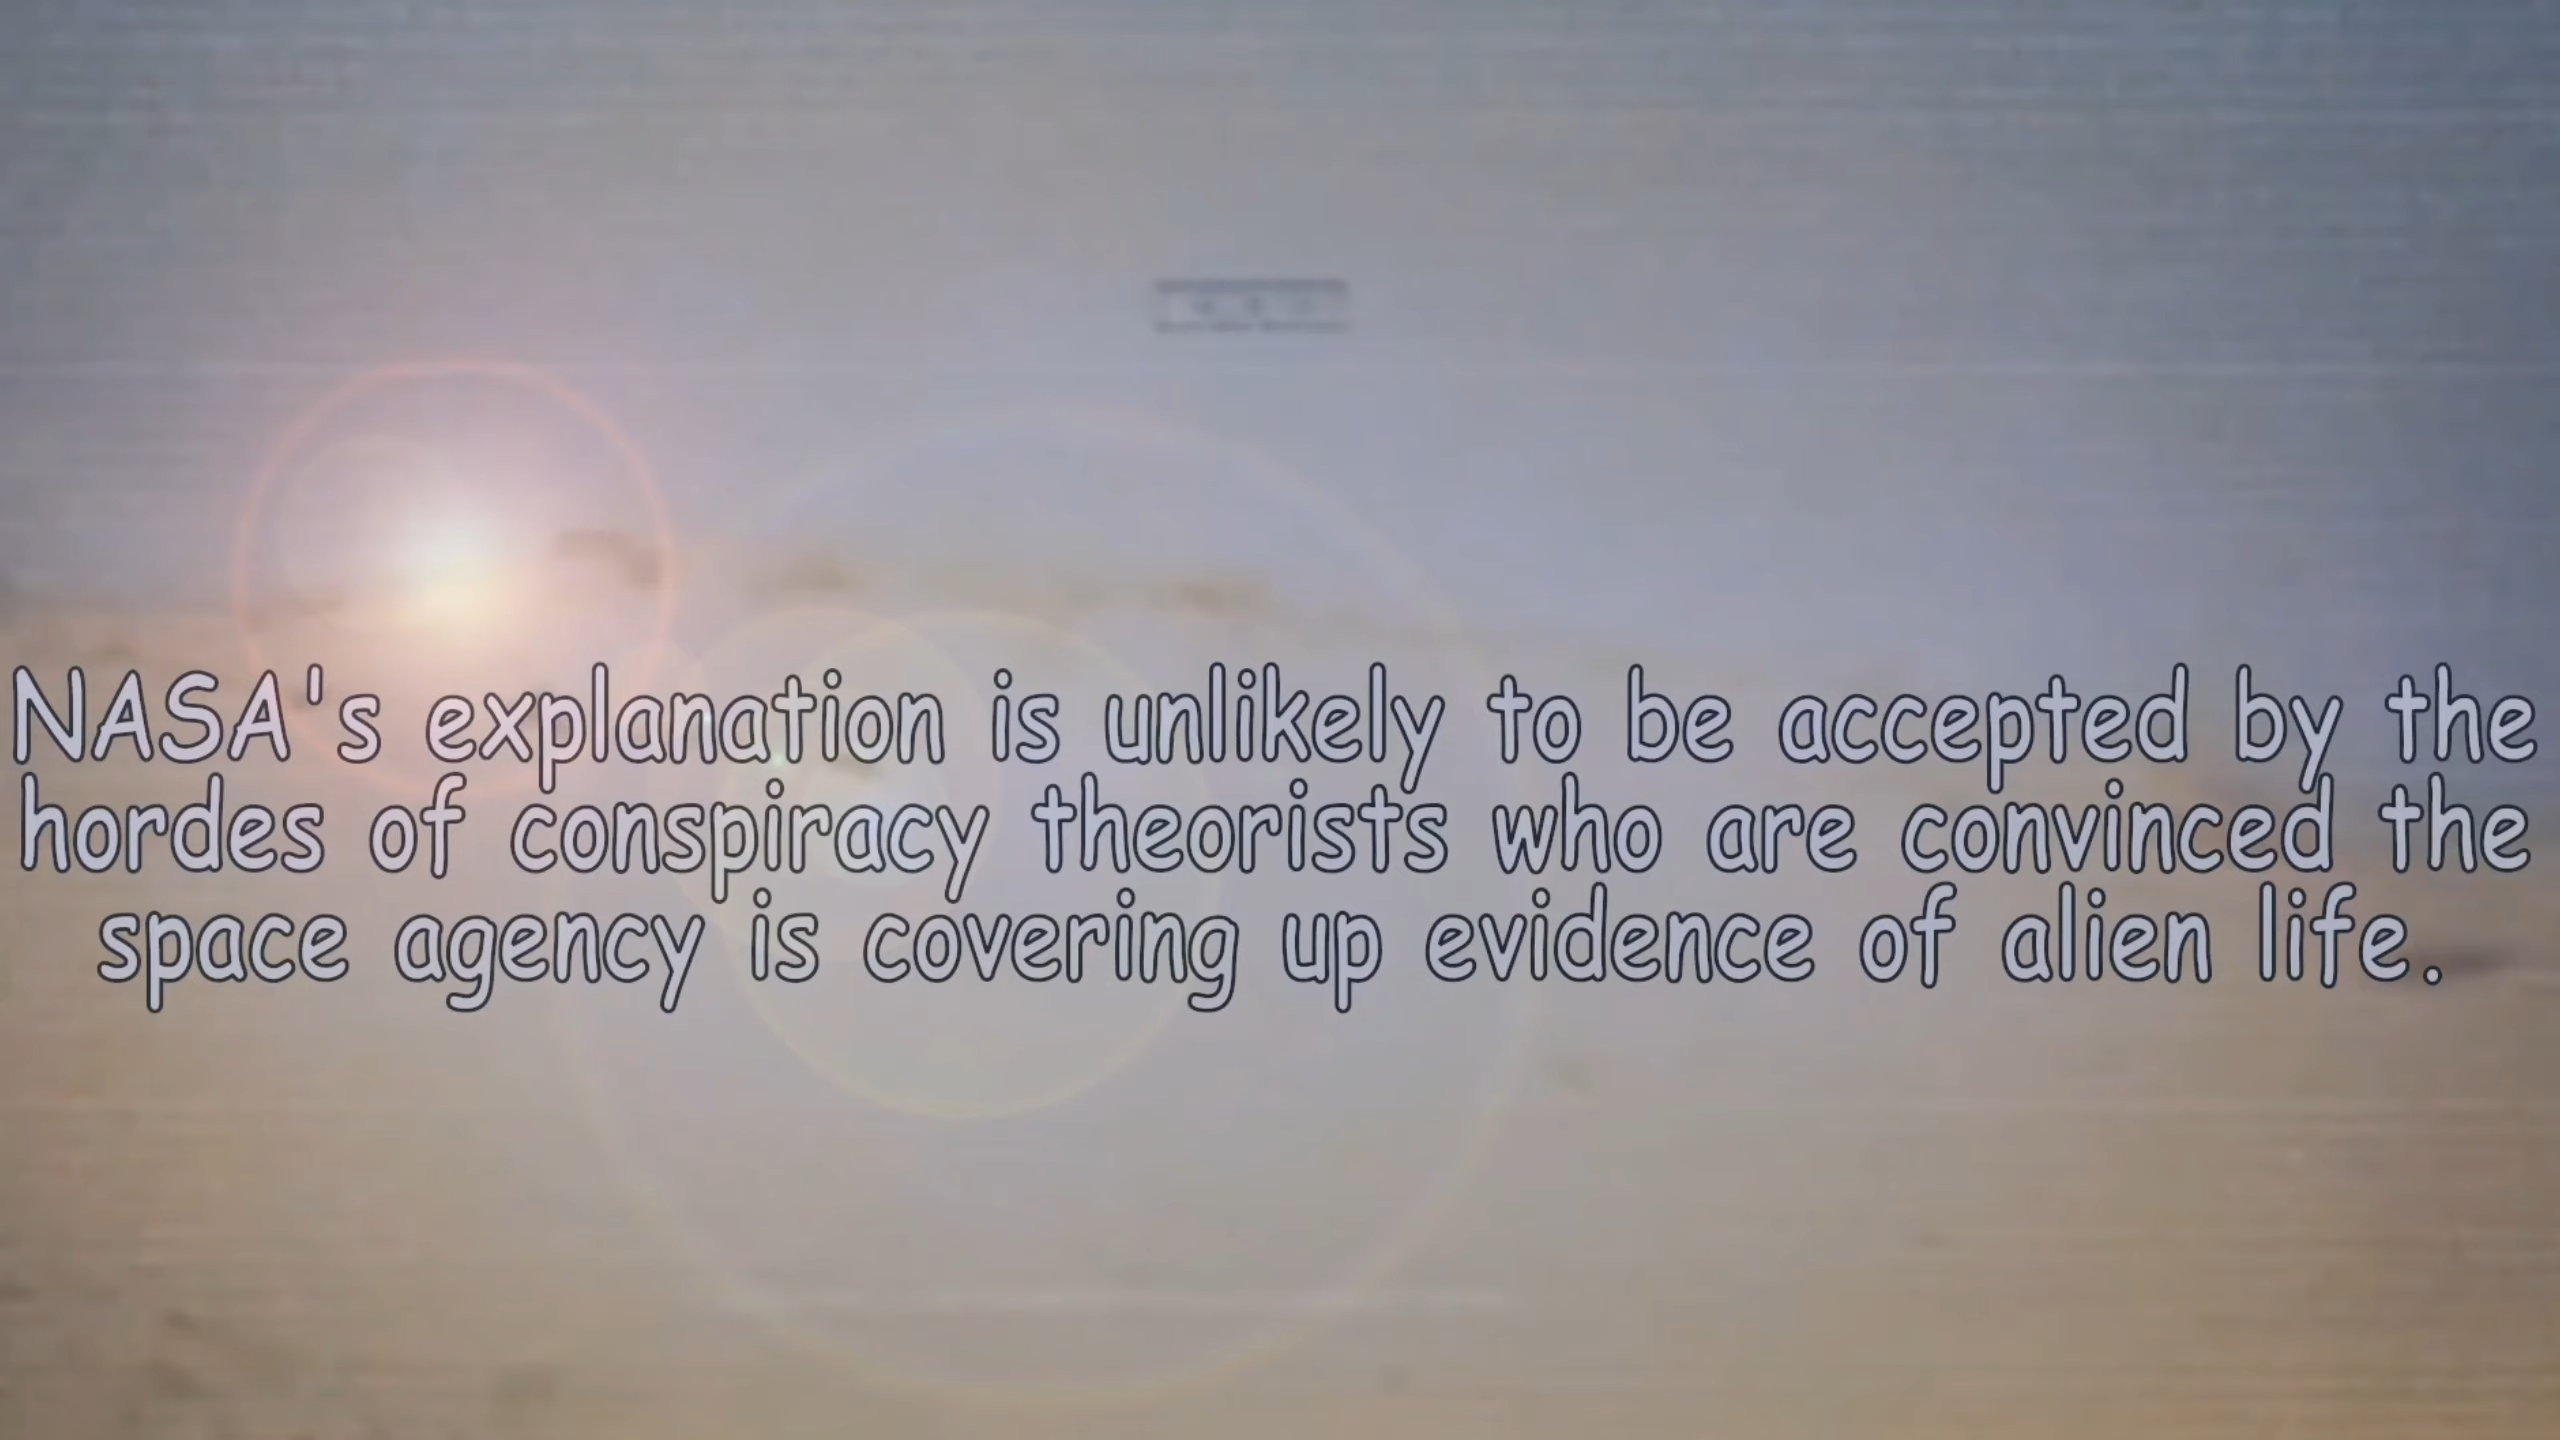 NASA's explanation is unlikely to be accepted by the
hordes of conspiracy theorists who are convinced the
space agency is covering up evidence of alien life.